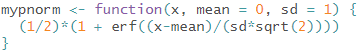 mypnorm <- function(x, mean = 0, sd = 1) {
  (1/2)*(1 + erf((x-mean)/(sd*sqrt(2))))
}